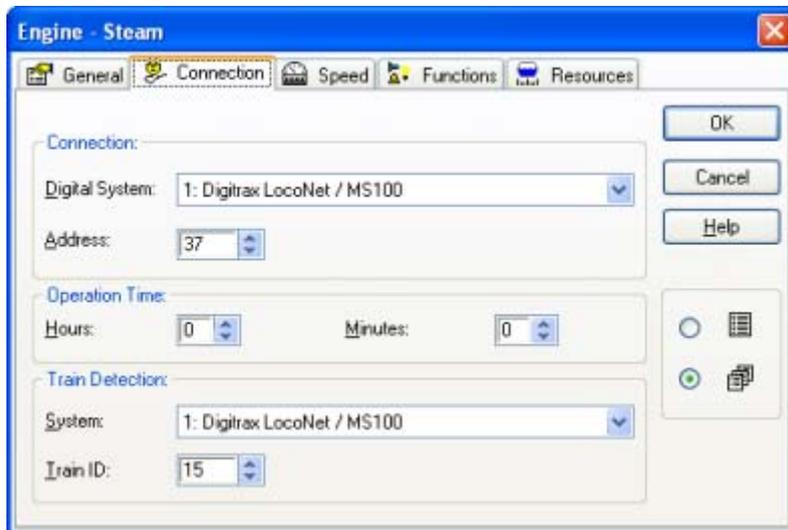 Engine - Steam
General Connection Speed Functions Resources
OK
Connection:
Digital System: 1: Digitrax LocoNet / MS100
Cancel
Address: 37
Help
Operation Time:
Hours: 0 Minutes: 0
Train Detection:
System: 1: Digitrax LocoNet / MS100
Train ID: 15